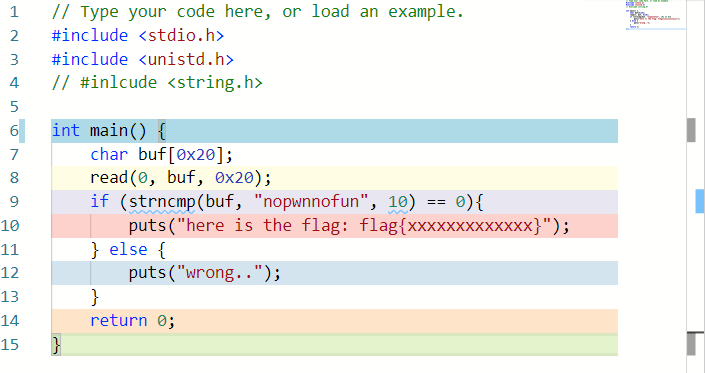 1 // Type your code here, or load an example.
2 #include <stdio.h>
3 #include <unistd.h>
4 // #inlcude <string.h>
5
6 int main() {
7     char buf[0x20];
8     read(0, buf, 0x20);
9     if (strncmp(buf, "nopwnnofun", 10) == 0){
10         puts("here is the flag: flag{xxxxxxxxxxxxx}");
11     } else {
12         puts("wrong..");
13     }
14     return 0;
15 }